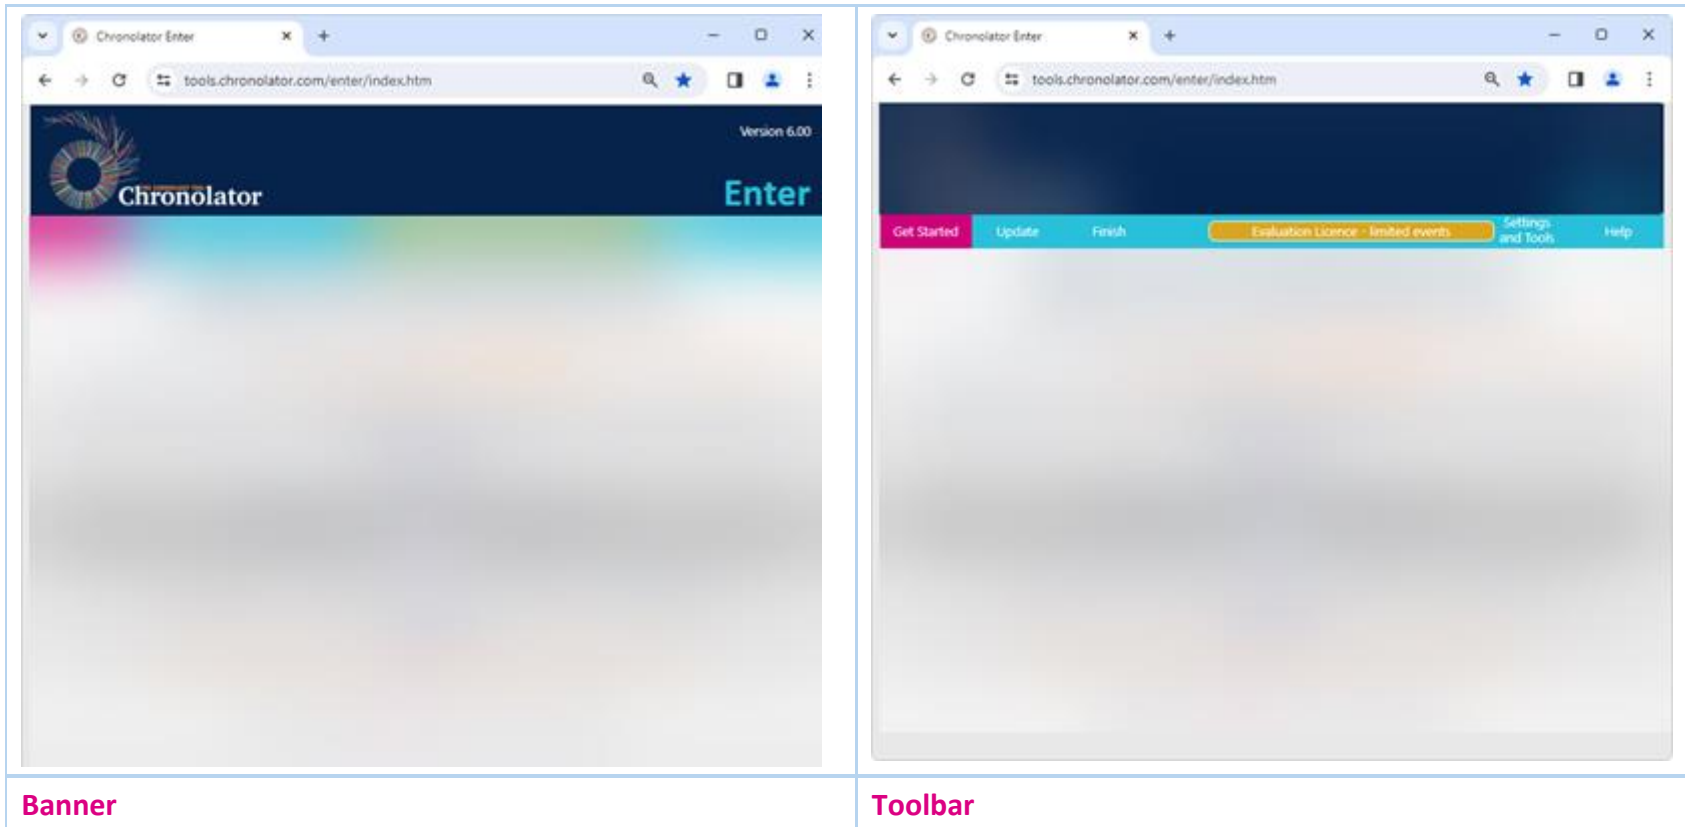 Chronolator Enter
tools.chronolator.com/enter/index.htm
Version 6.00
Chronolator
Enter
Banner
Chronolator Enter
tools.chronolator.com/enter/index.htm
Get Started Update Finish Evaluation Licence - limited events Settings and Tools Help
Toolbar